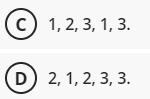 C 1, 2, 3, 1, 3.
D 2, 1, 2, 3, 3.